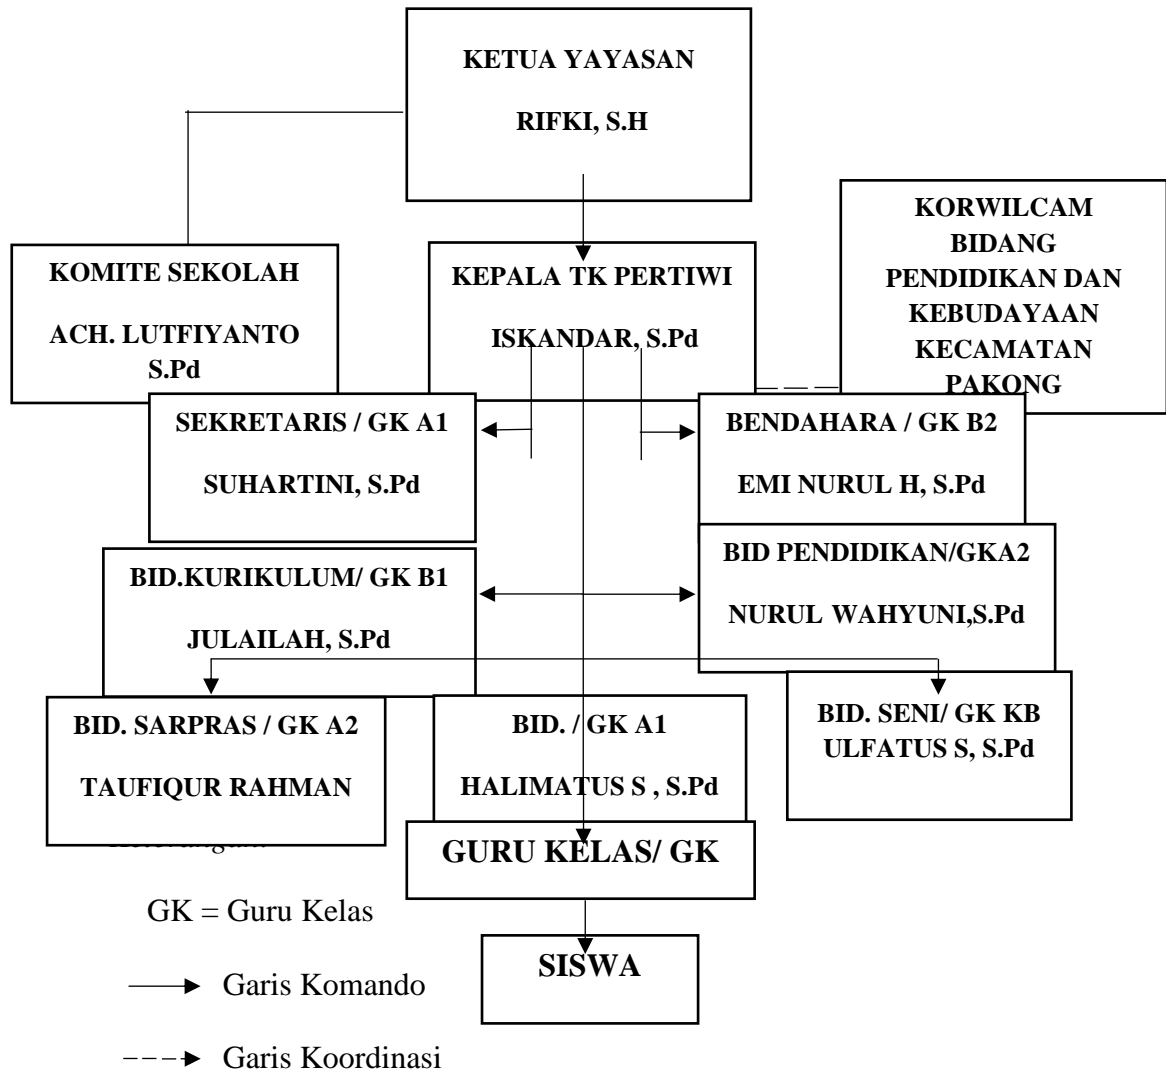 KETUA YAYASAN
RIFKI, S.H
KORWILCAM
BIDANG
PENDIDIKAN DAN
KEBUDAYAAN
KECAMATAN
PAKONG
KOMITE SEKOLAH
ACH. LUTFIYANTO
S.Pd
KEPALA TK PERTIWI
ISKANDAR, S.Pd
SEKRETARIS / GK A1
SUHARTINI, S.Pd
BENDAHARA / GK B2
EMI NURUL H, S.Pd
BID.KURIKULUM/ GK B1
JULAILAH, S.Pd
BID PENDIDIKAN/GKA2
NURUL WAHYUNI,S.Pd
BID. SARPRAS / GK A2
TAUFIQUR RAHMAN
BID. / GK A1
HALIMATUS S , S.Pd
BID. SENI/ GK KB
ULFATUS S, S.Pd
GURU KELAS/ GK
SISWA
GK = Guru Kelas
Garis Komando
Garis Koordinasi